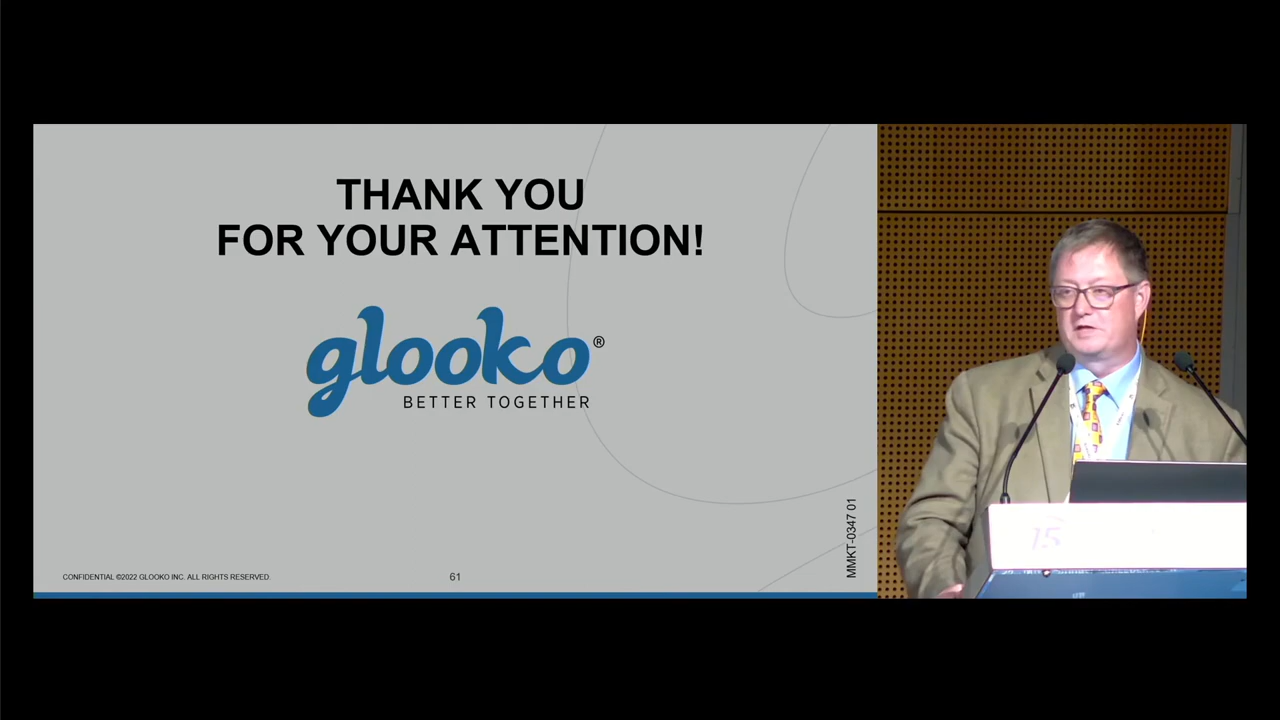 THANK YOU
FOR YOUR ATTENTION!
glooko®
BETTER TOGETHER
MMKT-0347 01
CONFIDENTIAL ©2022 GLOOKO INC. ALL RIGHTS RESERVED.
61
15